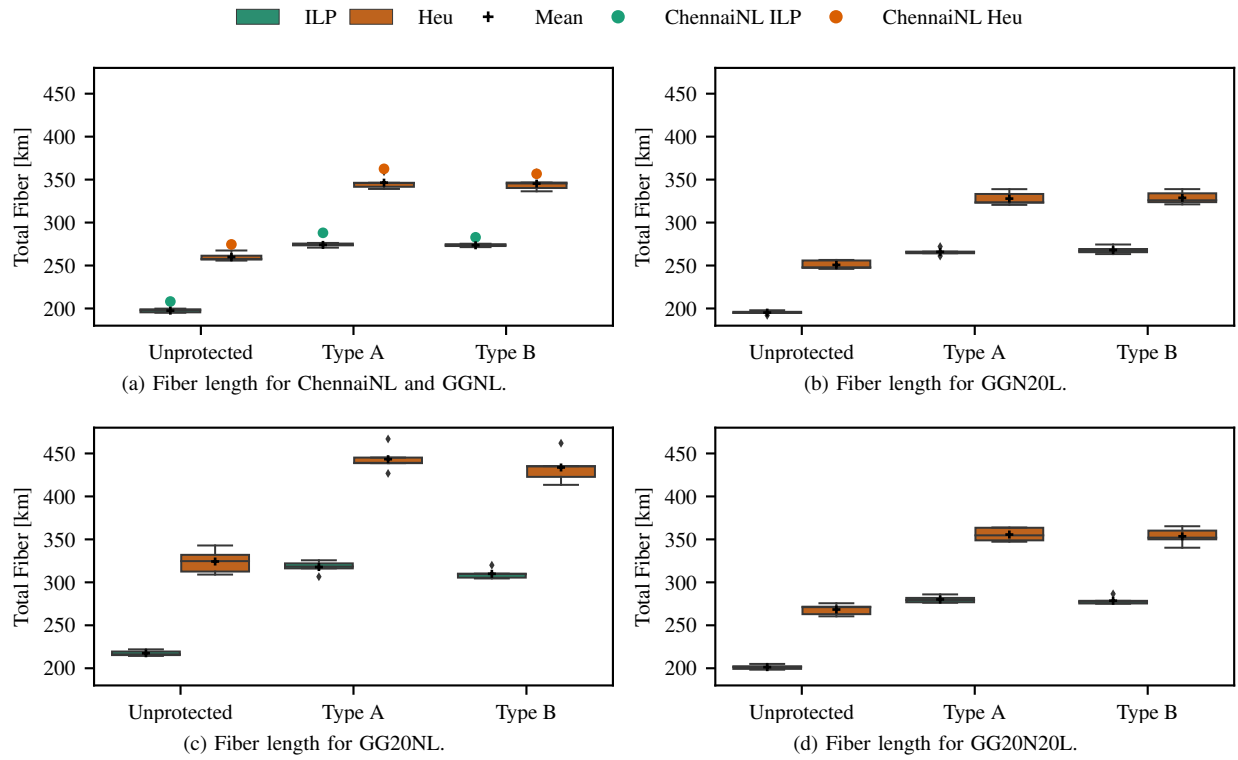 ILP Heu Mean ChennaiNL ILP ChennaiNL Heu
Total Fiber [km]
450
400
350
300
250
200
Unprotected Type A Type B
(a) Fiber length for ChennaiNL and GGNL.
Total Fiber [km]
450
400
350
300
250
200
Unprotected Type A Type B
(b) Fiber length for GGN20L.
Total Fiber [km]
450
400
350
300
250
200
Unprotected Type A Type B
(c) Fiber length for GG20NL.
Total Fiber [km]
450
400
350
300
250
200
Unprotected Type A Type B
(d) Fiber length for GG20N20L.